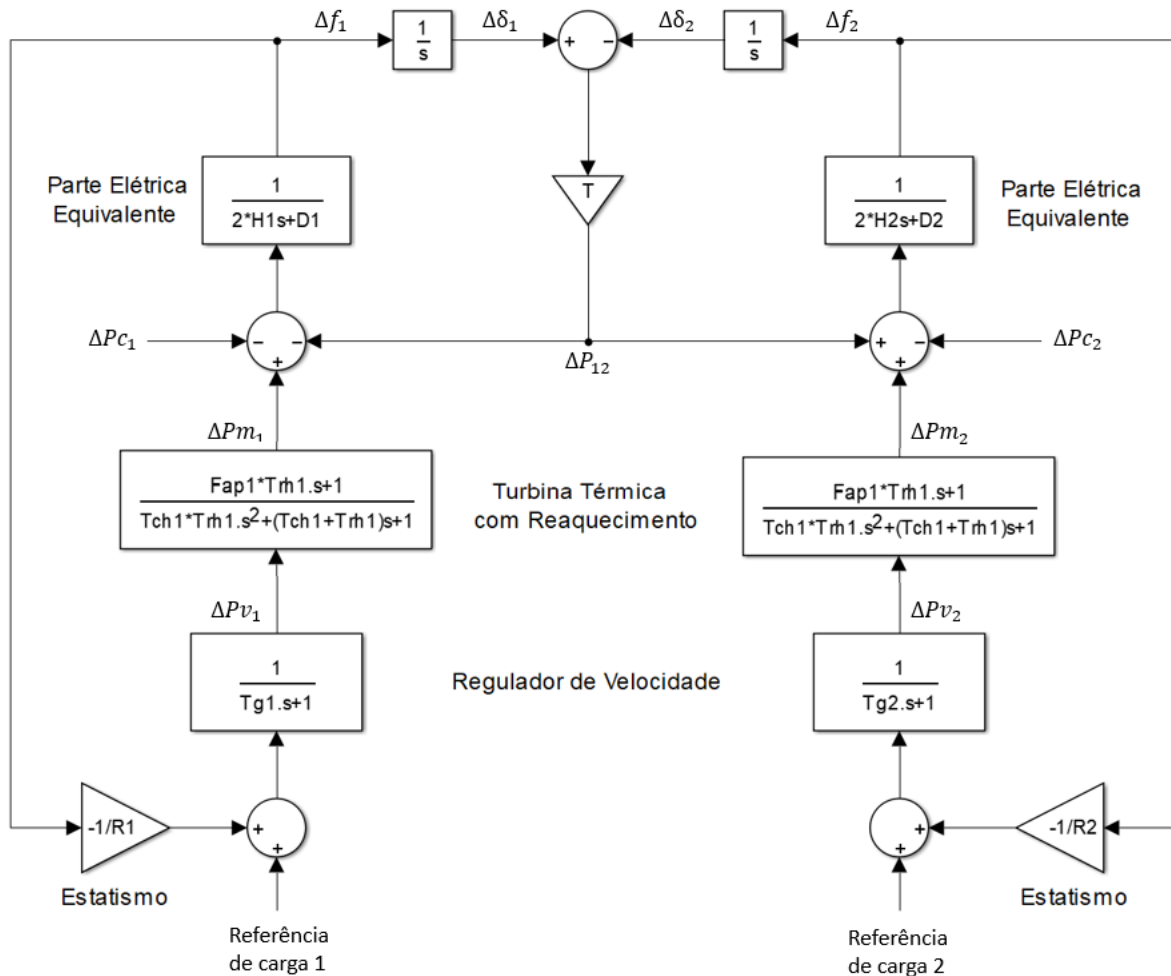 Δf₁
1
s
Δδ₁
+
−
Δδ₂
1
s
Δf₂
Parte Elétrica
Equivalente
1
2*H1s+D1
T
1
2*H2s+D2
Parte Elétrica
Equivalente
ΔPc₁
−
−
+
ΔP₁₂
+
−
+
ΔPc₂
ΔPm₁
ΔPm₂
Fap1*Trh1.s+1
Tch1*Trh1.s²+(Tch1+Trh1)s+1
Turbina Térmica
com Reaquecimento
Fap1*Trh1.s+1
Tch1*Trh1.s²+(Tch1+Trh1)s+1
ΔPv₁
ΔPv₂
1
Tg1.s+1
Regulador de Velocidade
1
Tg2.s+1
-1/R1
+
+
+
+
-1/R2
Estatismo
Estatismo
Referência
de carga 1
Referência
de carga 2